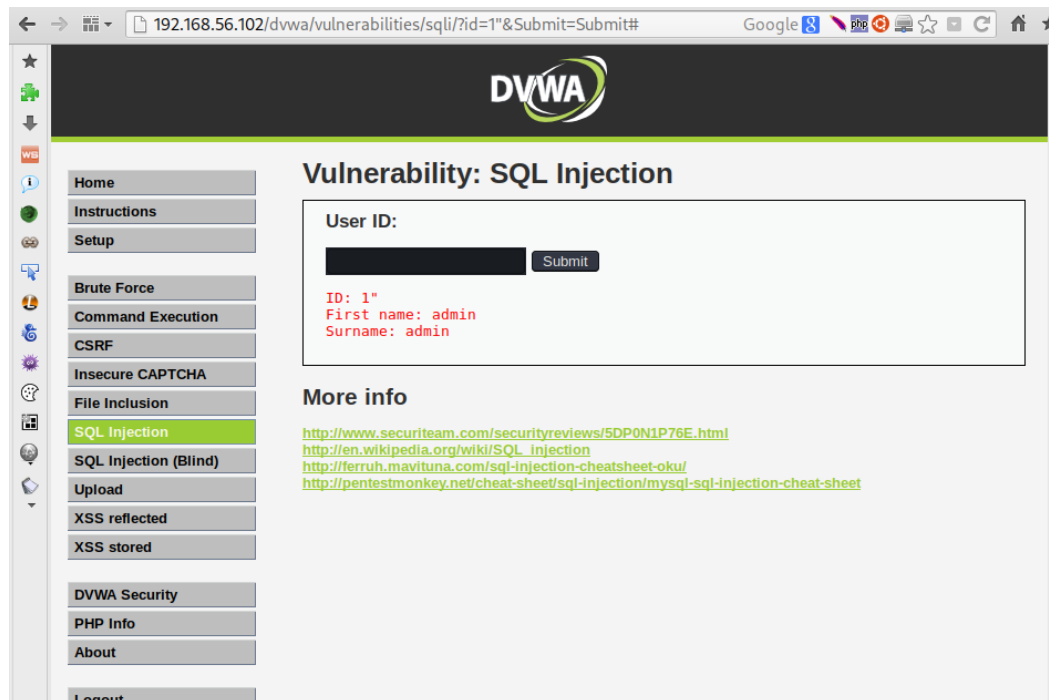 192.168.56.102/dvwa/vulnerabilities/sqli/?id=1"&Submit=Submit#
Google 8
php
DVWA
WS
Home
Instructions
Setup
Brute Force
Command Execution
CSRF
Insecure CAPTCHA
File Inclusion
SQL Injection
SQL Injection (Blind)
Upload
XSS reflected
XSS stored
DVWA Security
PHP Info
About
Logout
Vulnerability: SQL Injection
User ID:
Submit
ID: 1"
First name: admin
Surname: admin
More info
http://www.securiteam.com/securityreviews/5DP0N1P76E.html
http://en.wikipedia.org/wiki/SQL_injection
http://ferruh.mavituna.com/sql-injection-cheatsheet-oku/
http://pentestmonkey.net/cheat-sheet/sql-injection/mysql-sql-injection-cheat-sheet